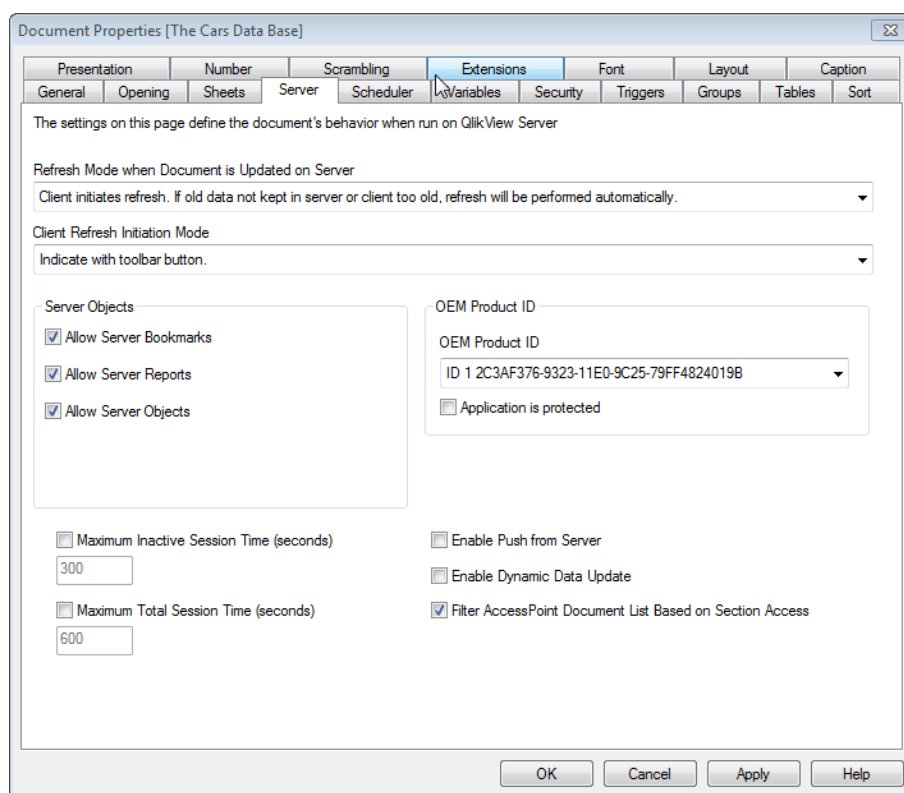 Document Properties [The Cars Data Base]
Presentation Number Scrambling Extensions Font Layout Caption
General Opening Sheets Server Scheduler Variables Security Triggers Groups Tables Sort
The settings on this page define the document's behavior when run on QlikView Server
Refresh Mode when Document is Updated on Server
Client initiates refresh. If old data not kept in server or client too old, refresh will be performed automatically.
Client Refresh Initiation Mode
Indicate with toolbar button.
Server Objects
Allow Server Bookmarks
Allow Server Reports
Allow Server Objects
OEM Product ID
OEM Product ID
ID 1 2C3AF376-9323-11E0-9C25-79FF4824019B
Application is protected
Maximum Inactive Session Time (seconds)
300
Maximum Total Session Time (seconds)
600
Enable Push from Server
Enable Dynamic Data Update
Filter AccessPoint Document List Based on Section Access
OK Cancel Apply Help